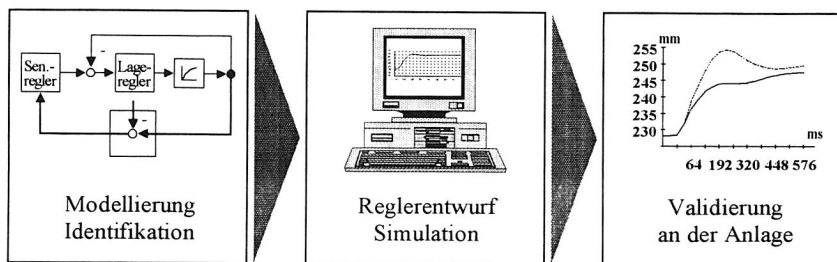 Sen.-
regler
Lage-
regler
Modellierung
Identifikation
Reglerentwurf
Simulation
mm
255
250
245
240
235
230
ms
64 192 320 448 576
Validierung
an der Anlage